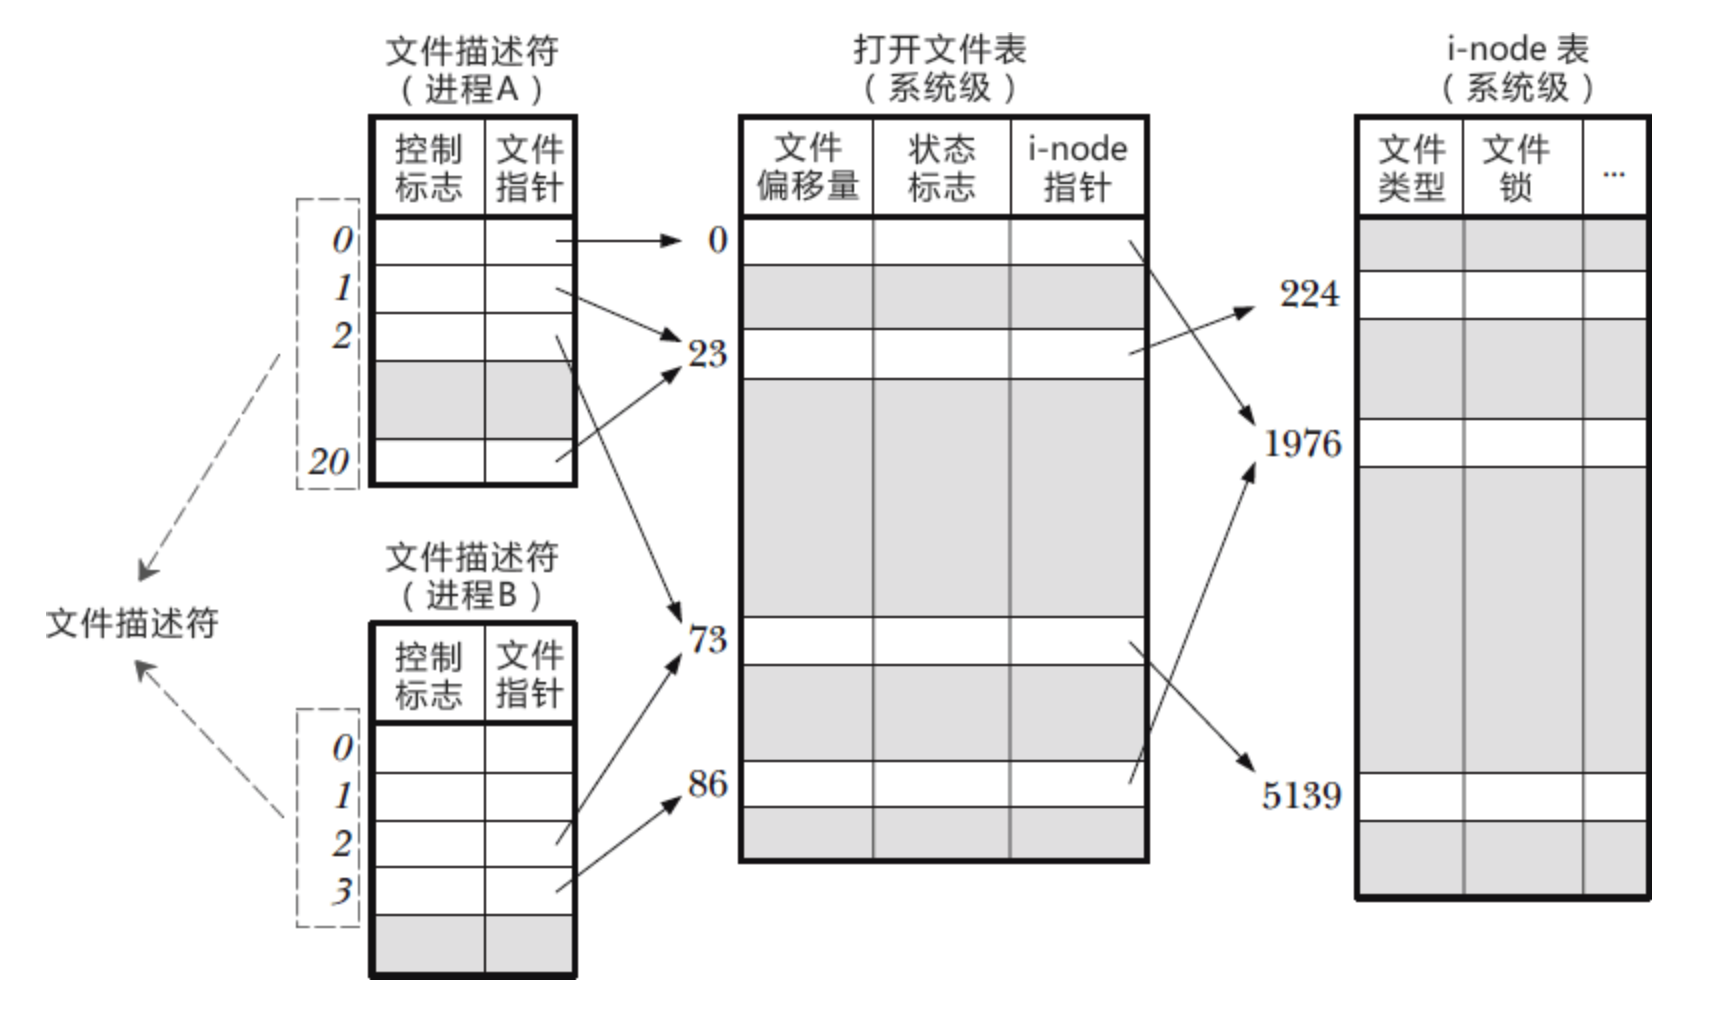 文件描述符
（进程A）
控制
标志
文件
指针
0
1
2
20
文件描述符
文件描述符
（进程B）
控制
标志
文件
指针
0
1
2
3
打开文件表
（系统级）
文件
偏移量
状态
标志
i-node
指针
0
23
73
86
i-node 表
（系统级）
文件
类型
文件
锁
...
224
1976
5139